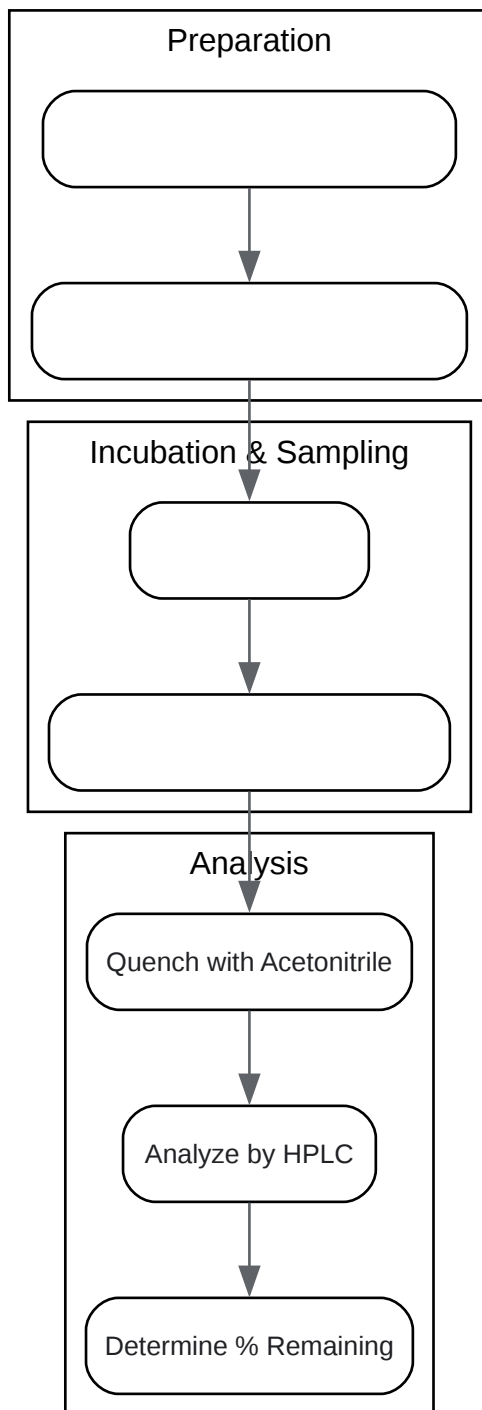 Preparation
Incubation & Sampling
Analysis
Quench with Acetonitrile
Analyze by HPLC
Determine % Remaining